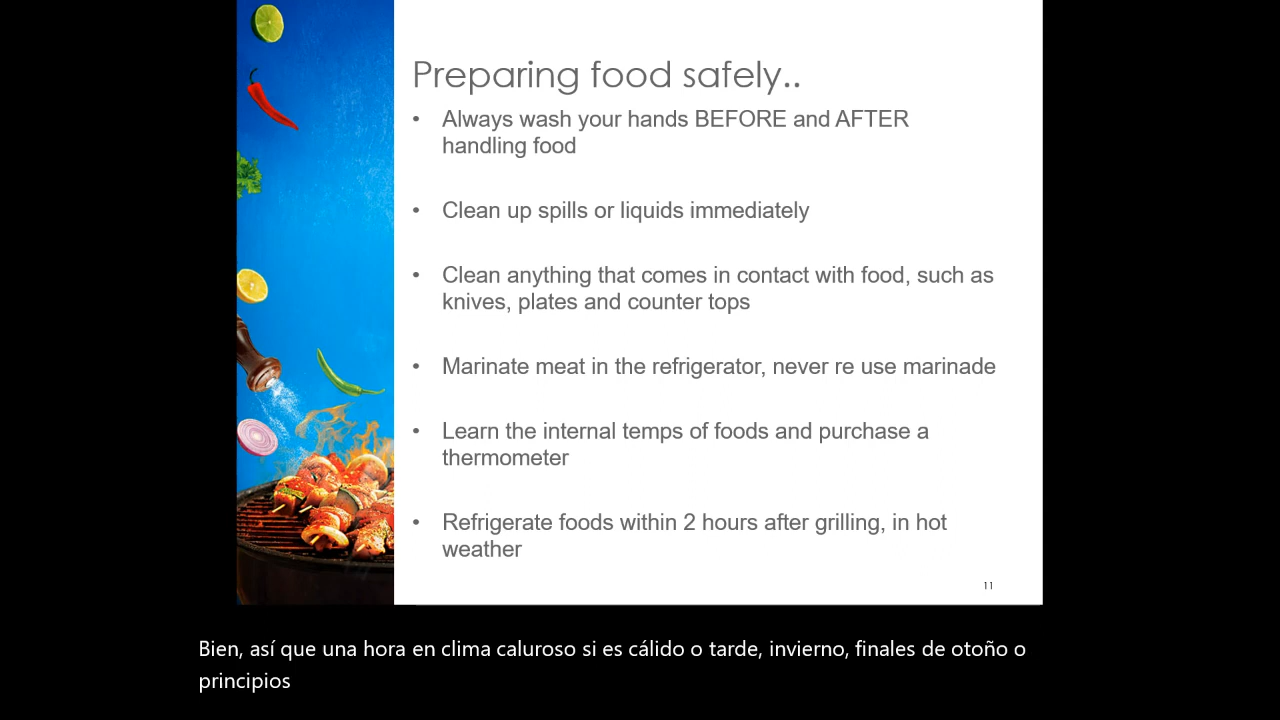 Preparing food safely..
• Always wash your hands BEFORE and AFTER
handling food
• Clean up spills or liquids immediately
• Clean anything that comes in contact with food, such as
knives, plates and counter tops
• Marinate meat in the refrigerator, never re use marinade
• Learn the internal temps of foods and purchase a
thermometer
• Refrigerate foods within 2 hours after grilling, in hot
weather
11
Bien, así que una hora en clima caluroso si es cálido o tarde, invierno, finales de otoño o
principios